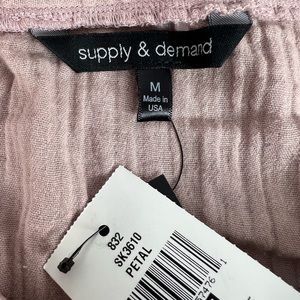 supply & demand
M
Made in
USA
832
SK3610
PETAL